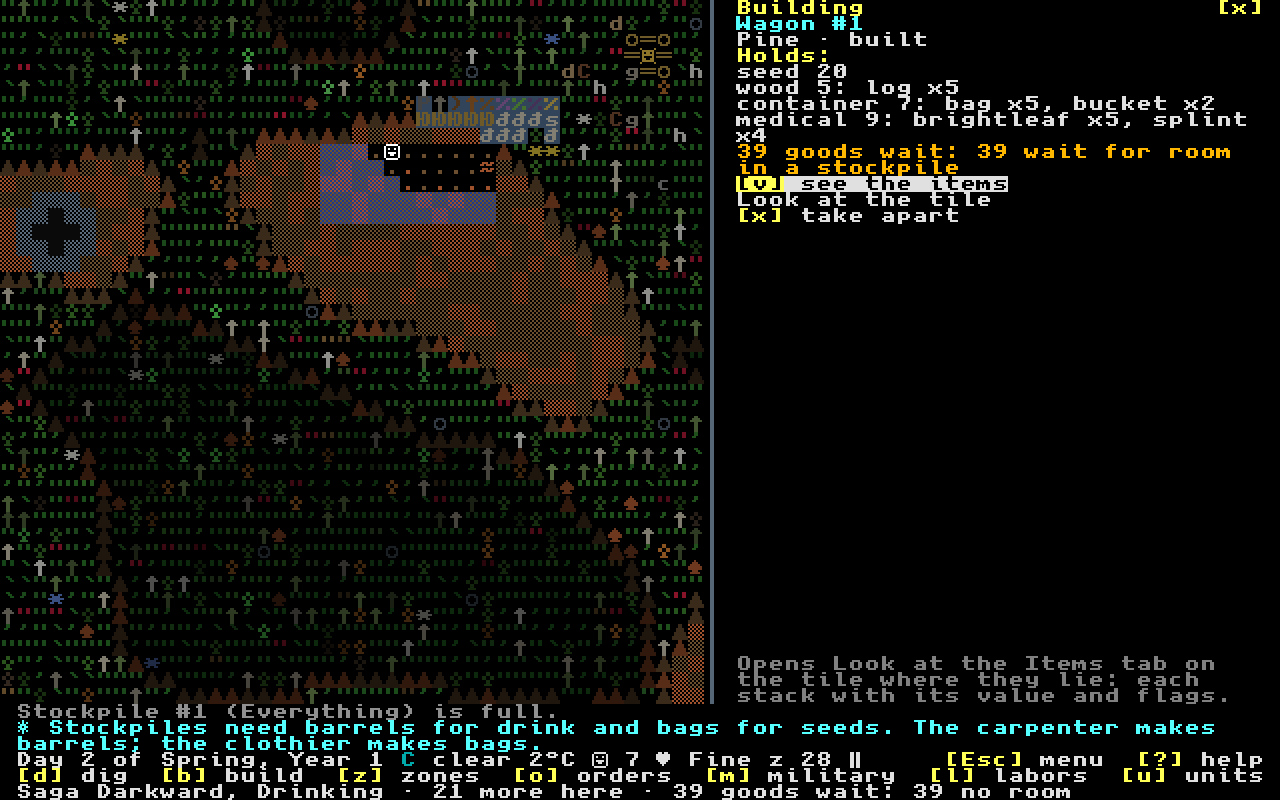 Building [x]
Wagon #1
Pine · built
Holds:
seed 20
wood 5: log x5
container 7: bag x5, bucket x2
medical 9: brightleaf x5, splint
x4
39 goods wait: 39 wait for room
in a stockpile
[v] see the items
Look at the tile
[x] take apart
Opens Look at the Items tab on
the tile where they lie: each
stack with its value and flags.
Stockpile #1 (Everything) is full.
* Stockpiles need barrels for drink and bags for seeds. The carpenter makes
barrels; the clothier makes bags.
Day 2 of Spring, Year 1 C clear 2°C ☺ 7 ♥ Fine z 28 ‖ [Esc] menu [?] help
[d] dig [b] build [z] zones [o] orders [m] military [l] labors [u] units
Saga Darkward, Drinking · 21 more here · 39 goods wait: 39 no room